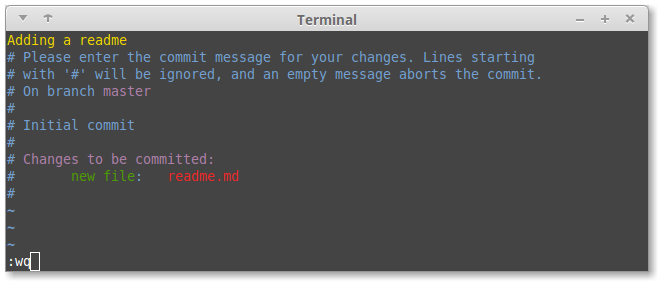 Terminal
Adding a readme
# Please enter the commit message for your changes. Lines starting
# with '#' will be ignored, and an empty message aborts the commit.
# On branch master
#
# Initial commit
#
# Changes to be committed:
#       new file:   readme.md
#
~
~
~
:wq